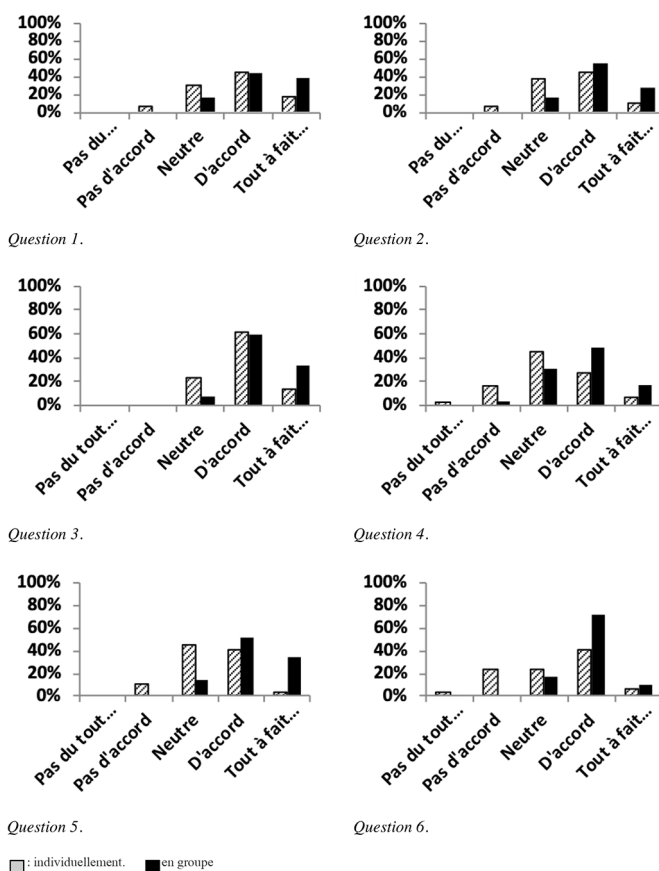 100%
80%
60%
40%
20%
0%
Pas du...
Pas d'accord
Neutre
D'accord
Tout à fait...
Question 1.
100%
80%
60%
40%
20%
0%
Pas du...
Pas d'accord
Neutre
D'accord
Tout à fait...
Question 2.
100%
80%
60%
40%
20%
0%
Pas du tout...
Pas d'accord
Neutre
D'accord
Tout à fait...
Question 3.
100%
80%
60%
40%
20%
0%
Pas du tout...
Pas d'accord
Neutre
D'accord
Tout à fait...
Question 4.
100%
80%
60%
40%
20%
0%
Pas du tout...
Pas d'accord
Neutre
D'accord
Tout à fait...
Question 5.
100%
80%
60%
40%
20%
0%
Pas du tout...
Pas d'accord
Neutre
D'accord
Tout à fait...
Question 6.
: individuellement. en groupe